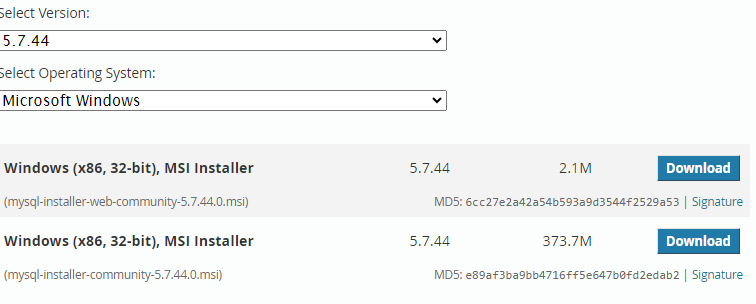 Select Version:
5.7.44
Select Operating System:
Microsoft Windows
Windows (x86, 32-bit), MSI Installer 5.7.44 2.1M Download
(mysql-installer-web-community-5.7.44.0.msi) MD5: 6cc27e2a42a54b593a9d3544f2529a53 | Signature
Windows (x86, 32-bit), MSI Installer 5.7.44 373.7M Download
(mysql-installer-community-5.7.44.0.msi) MD5: e89af3ba9bb4716ff5e647b0fd2edab2 | Signature